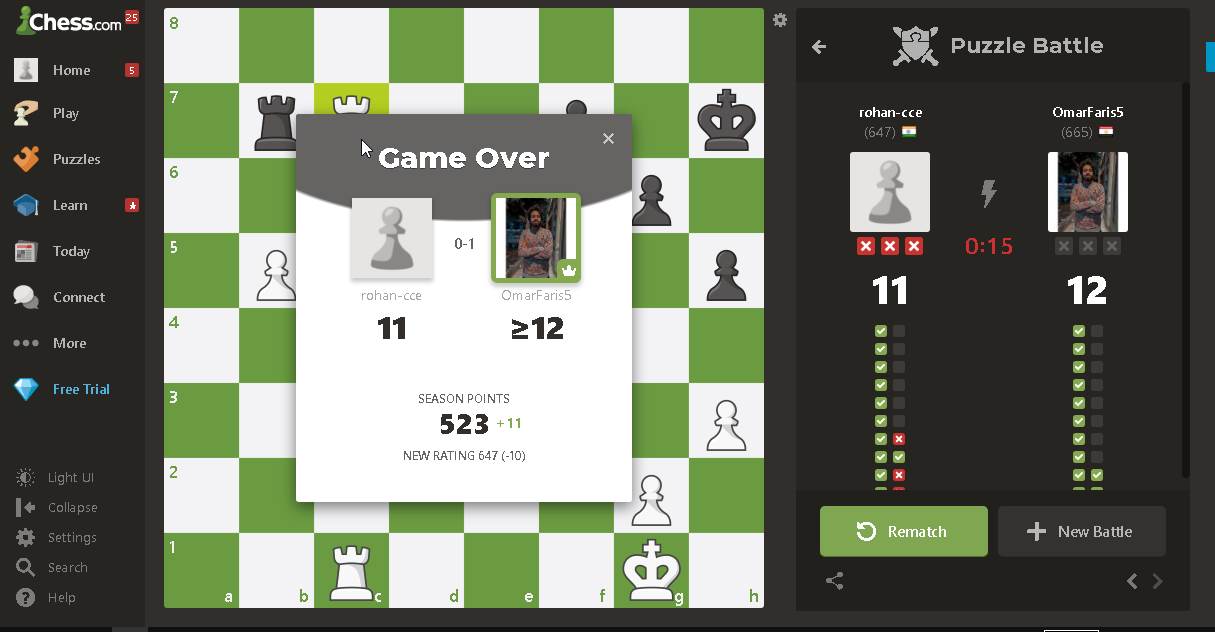 Chess.com 25
Home 5
Play
Puzzles
Learn
Today
Connect
More
Free Trial
Light UI
Collapse
Settings
Search
Help
8
7
6
5
4
3
2
1
a b c d e f g h
Game Over
0-1
rohan-cce OmarFaris5
11 ≥12
SEASON POINTS
523 +11
NEW RATING 647 (-10)
Puzzle Battle
rohan-cce OmarFaris5
(647) (665)
0:15
11 12
Rematch New Battle